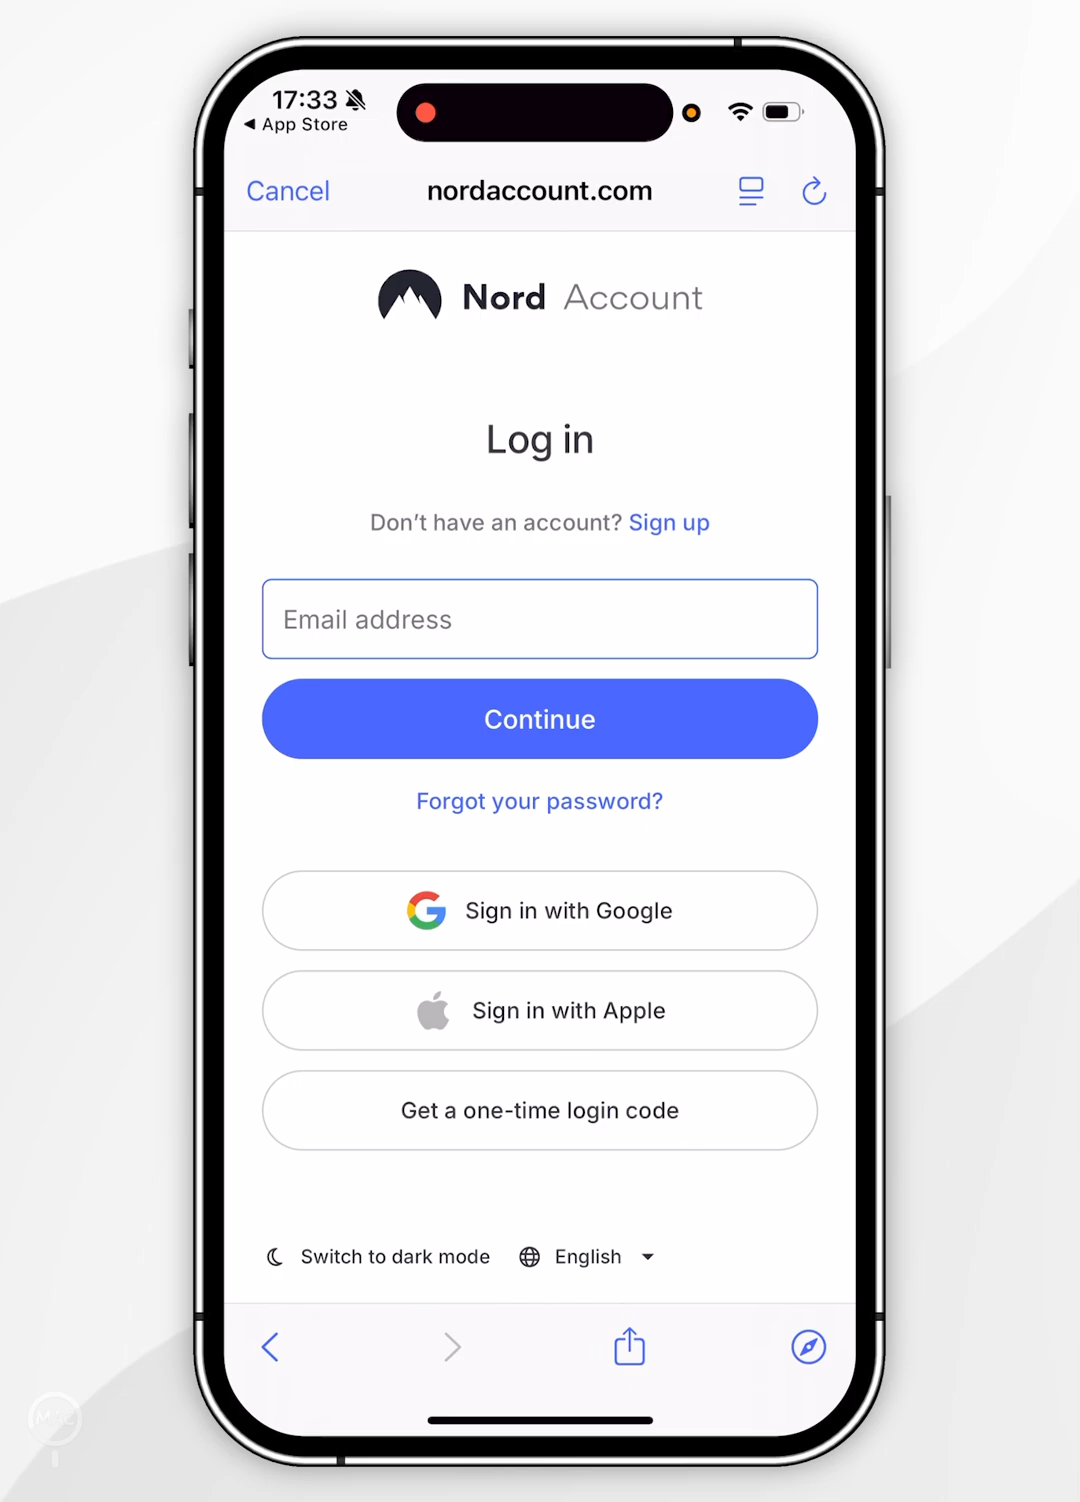 17:33
App Store
Cancel
nordaccount.com
Nord Account
Log in
Don’t have an account? Sign up
Email address
Continue
Forgot your password?
Sign in with Google
Sign in with Apple
Get a one-time login code
Switch to dark mode
English
MAC